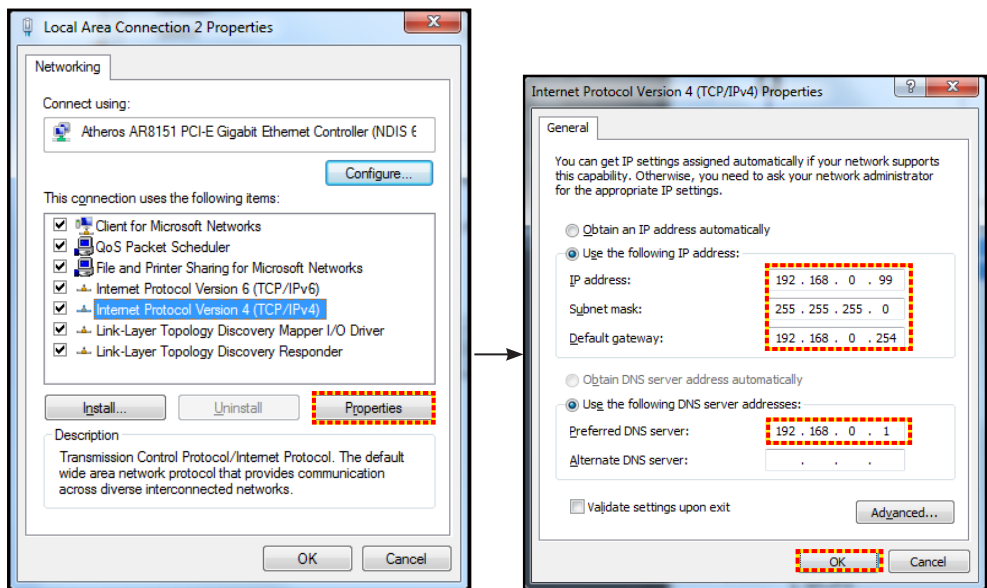 Local Area Connection 2 Properties
Networking
Connect using:
Atheros AR8151 PCI-E Gigabit Ethernet Controller (NDIS 6
Configure...
This connection uses the following items:
Client for Microsoft Networks
QoS Packet Scheduler
File and Printer Sharing for Microsoft Networks
Internet Protocol Version 6 (TCP/IPv6)
Internet Protocol Version 4 (TCP/IPv4)
Link-Layer Topology Discovery Mapper I/O Driver
Link-Layer Topology Discovery Responder
Install...
Uninstall
Properties
Description
Transmission Control Protocol/Internet Protocol. The default
wide area network protocol that provides communication
across diverse interconnected networks.
OK
Cancel
Internet Protocol Version 4 (TCP/IPv4) Properties
General
You can get IP settings assigned automatically if your network supports
this capability. Otherwise, you need to ask your network administrator
for the appropriate IP settings.
Obtain an IP address automatically
Use the following IP address:
IP address: 192 . 168 . 0 . 99
Subnet mask: 255 . 255 . 255 . 0
Default gateway: 192 . 168 . 0 . 254
Obtain DNS server address automatically
Use the following DNS server addresses:
Preferred DNS server: 192 . 168 . 0 . 1
Alternate DNS server: . . .
Validate settings upon exit
Advanced...
OK
Cancel